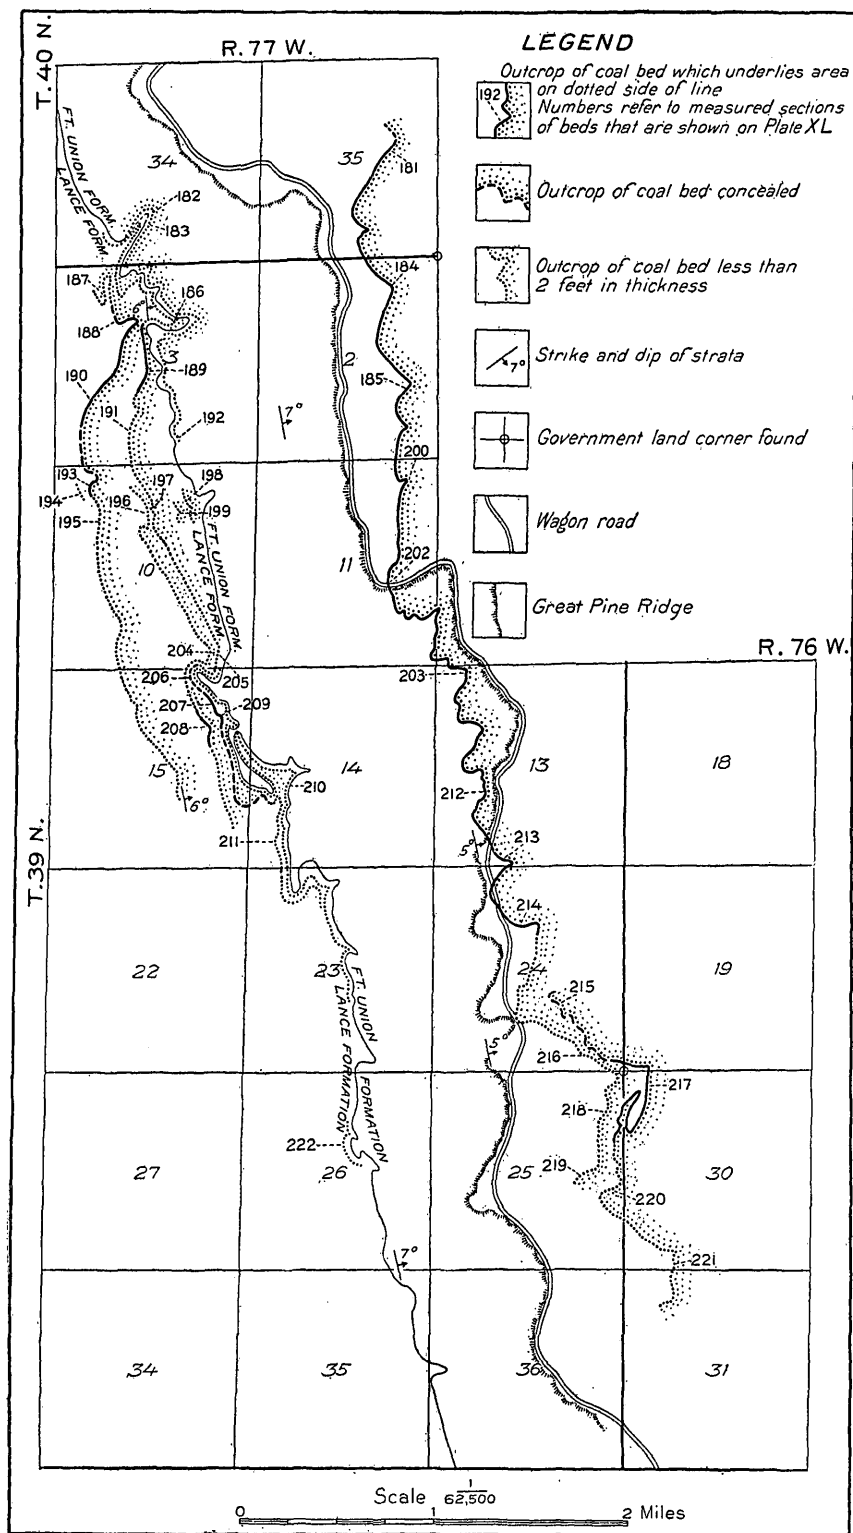 T. 40 N.
R. 77 W.
LEGEND
Outcrop of coal bed which underlies area
on dotted side of line
Numbers refer to measured sections
of beds that are shown on Plate XL
192
Outcrop of coal bed concealed
Outcrop of coal bed less than
2 feet in thickness
Strike and dip of strata
7°
Government land corner found
Wagon road
Great Pine Ridge
R. 76 W.
T. 39 N.
FT. UNION FORM.
LANCE FORM.
34
35
181
182
183
184
187
186
6°
188
3
2
189
190
185
191
192
7°
200
193
197
198
194
196
199
195
FT. UNION FORM.
LANCE FORM.
10
11
202
204
206
205
203
207
209
208
15
14
13
18
210
212
6°
211
5°
213
214
22
23
24
19
FT. UNION FORMATION
LANCE FORMATION
215
5°
216
217
218
222
27
26
25
219
30
220
7°
221
34
35
36
31
Scale 1/62,500
0 1 2 Miles